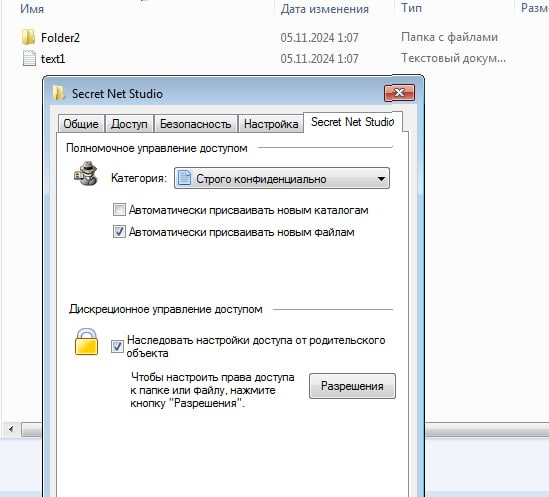 Имя Дата изменения Тип Разм
Folder2 05.11.2024 1:07 Папка с файлами
text1 05.11.2024 1:07 Текстовый докум...
Secret Net Studio
Общие Доступ Безопасность Настройка Secret Net Studio
Полномочное управление доступом
Категория: Строго конфиденциально
Автоматически присваивать новым каталогам
Автоматически присваивать новым файлам
Дискреционное управление доступом
Наследовать настройки доступа от родительского
объекта
Чтобы настроить права доступа
к папке или файлу, нажмите
кнопку "Разрешения".
Разрешения